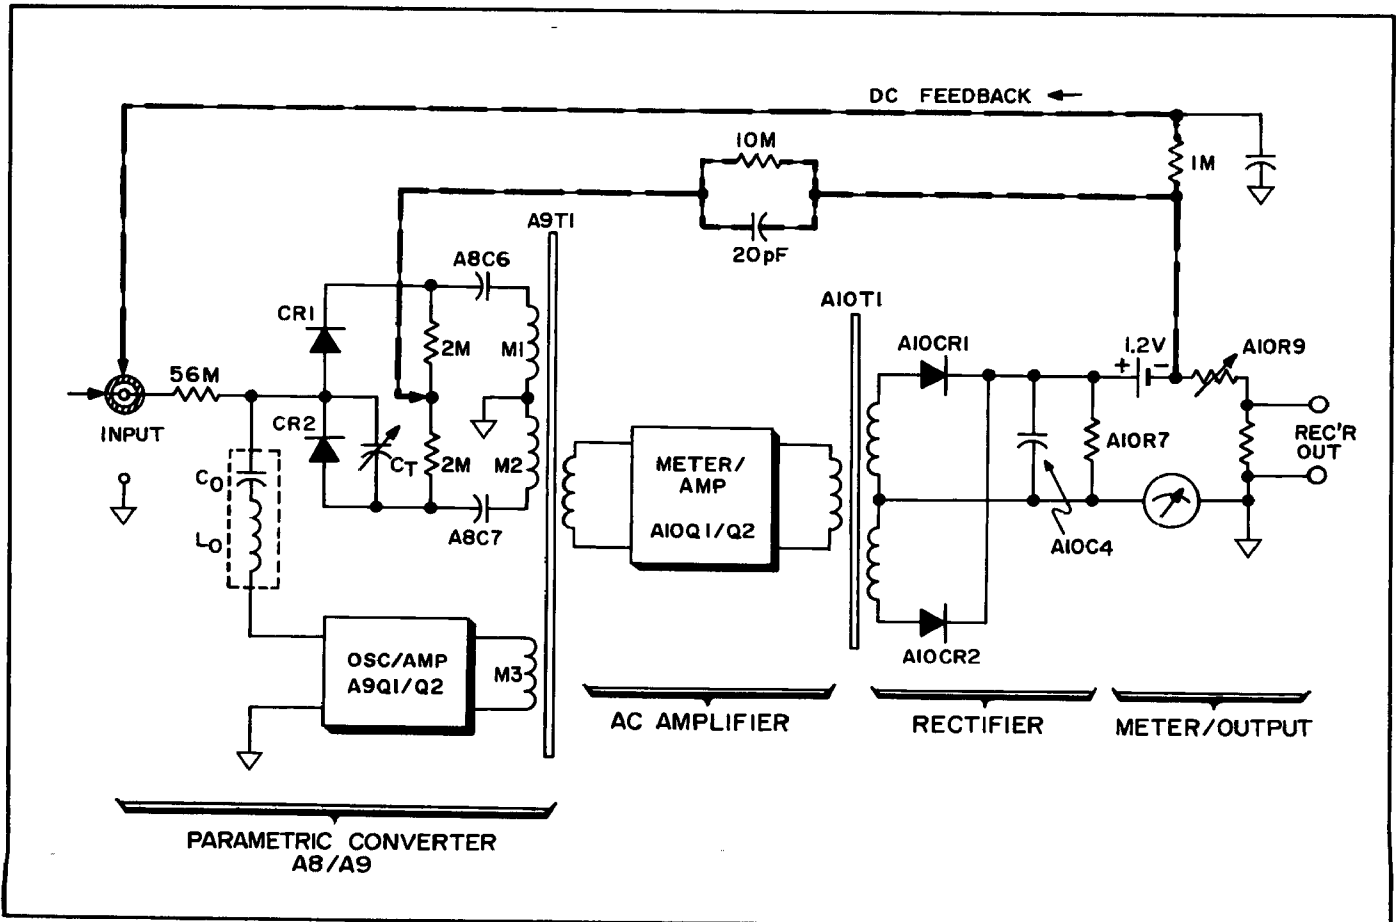 DC FEEDBACK
10M
1M
20pF
A9T1
A8C6
CR1
2M
M1
A10T1
A10CR1
1.2V
+ -
A10R9
56M
INPUT
CR2
CT
2M
M2
METER/
AMP
A10Q1/Q2
A10R7
REC'R
OUT
CO
LO
A8C7
A10C4
OSC/AMP
A9Q1/Q2
M3
A10CR2
AC AMPLIFIER
RECTIFIER
METER/OUTPUT
PARAMETRIC CONVERTER
A8/A9